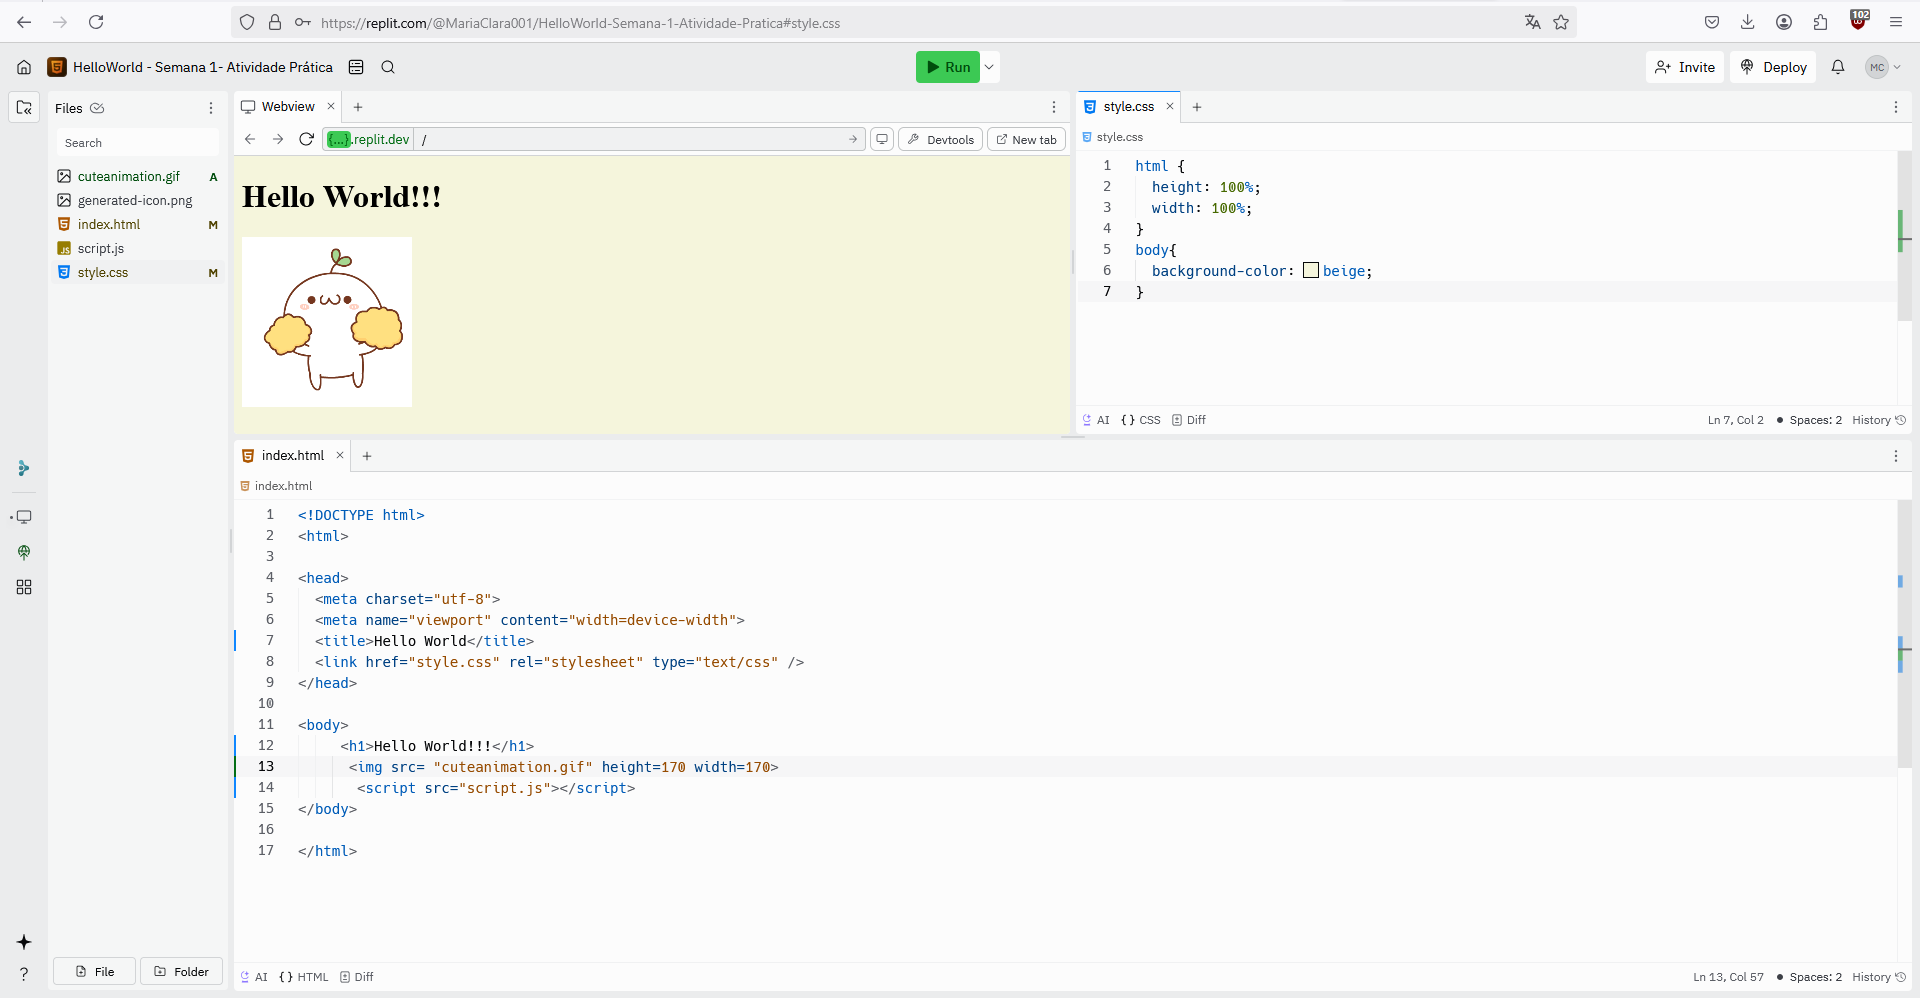 https://replit.com/@MariaClara001/HelloWorld-Semana-1-Atividade-Pratica#style.css
102
HelloWorld - Semana 1- Atividade Prática
Run
Invite
Deploy
MC
Files
Search
cuteanimation.gif A
generated-icon.png
index.html M
JS script.js
style.css M
File
Folder
Webview
{...}.replit.dev /
Devtools
New tab
Hello World!!!
style.css
style.css
1 html {
2 height: 100%;
3 width: 100%;
4 }
5 body{
6 background-color: beige;
7 }
AI {} CSS Diff
Ln 7, Col 2 • Spaces: 2 History
index.html
index.html
1 <!DOCTYPE html>
2 <html>
3
4 <head>
5 <meta charset="utf-8">
6 <meta name="viewport" content="width=device-width">
7 <title>Hello World</title>
8 <link href="style.css" rel="stylesheet" type="text/css" />
9 </head>
10
11 <body>
12 <h1>Hello World!!!</h1>
13 <img src= "cuteanimation.gif" height=170 width=170>
14 <script src="script.js"></script>
15 </body>
16
17 </html>
AI {} HTML Diff
Ln 13, Col 57 • Spaces: 2 History